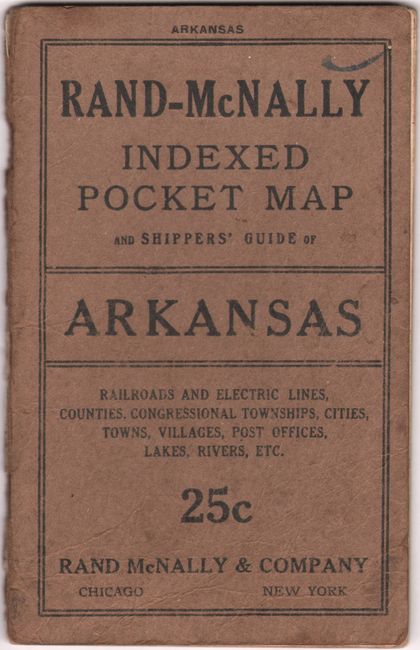 ARKANSAS
RAND-McNALLY
INDEXED
POCKET MAP
AND SHIPPERS' GUIDE OF
ARKANSAS
RAILROADS AND ELECTRIC LINES,
COUNTIES, CONGRESSIONAL TOWNSHIPS, CITIES,
TOWNS, VILLAGES, POST OFFICES,
LAKES, RIVERS, ETC.
25c
RAND McNALLY & COMPANY
CHICAGO NEW YORK